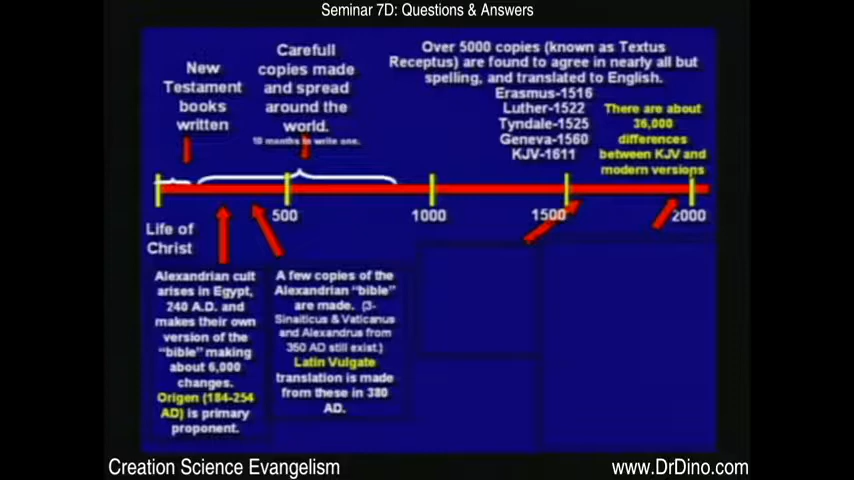 Seminar 7D: Questions & Answers
New
Testament
books
written
Carefull
copies made
and spread
around the
world.
10 months to write one.
Over 5000 copies (known as Textus
Receptus) are found to agree in nearly all but
spelling, and translated to English.
Erasmus-1516
Luther-1522
Tyndale-1525
Geneva-1560
KJV-1611
There are about
36,000
differences
between KJV and
modern versions
500
1000
1500
2000
Life of
Christ
Alexandrian cult
arises in Egypt,
240 A.D. and
makes their own
version of the
"bible" making
about 6,000
changes.
Origen (184-254
AD) is primary
proponent.
A few copies of the
Alexandrian "bible"
are made. (3-
Sinaiticus & Vaticanus
and Alexandrus from
350 AD still exist.)
Latin Vulgate
translation is made
from these in 380
AD.
Creation Science Evangelism
www.DrDino.com